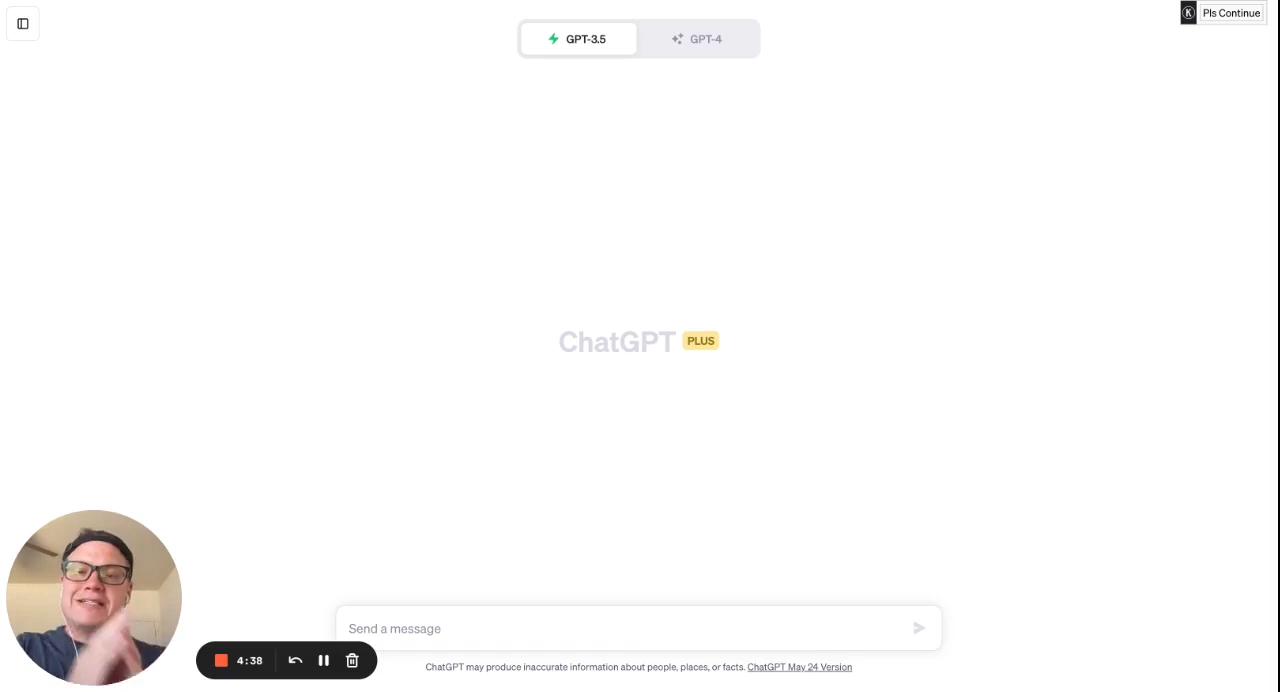 GPT-3.5
GPT-4
K Pls Continue
ChatGPT PLUS
Send a message
4:38
ChatGPT may produce inaccurate information about people, places, or facts. ChatGPT May 24 Version